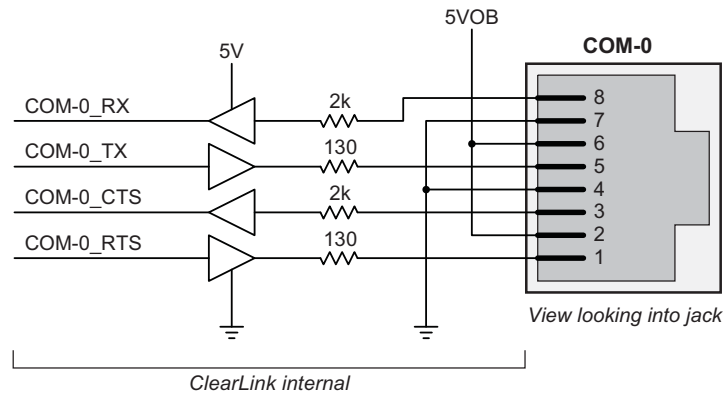 5VOB
COM-0
5V
COM-0_RX
2k
8
7
COM-0_TX
130
6
5
COM-0_CTS
2k
4
3
COM-0_RTS
130
2
1
View looking into jack
ClearLink internal